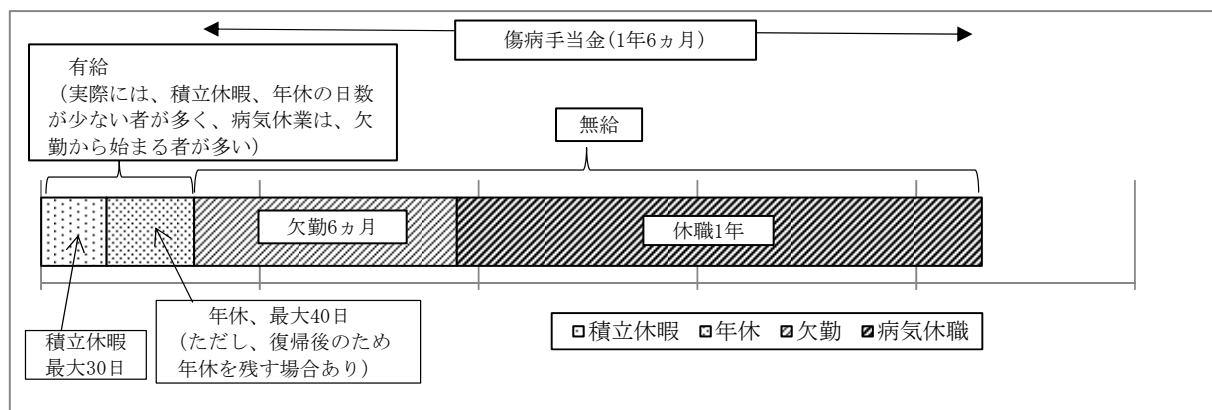 傷病手当金(1年6ヵ月)
有給
(実際には、積立休暇、年休の日数
が少ない者が多く、病気休業は、欠
勤から始まる者が多い)
無給
欠勤6ヵ月
休職1年
積立休暇
最大30日
年休、最大40日
(ただし、復帰後のため
年休を残す場合あり)
積立休暇 年休 欠勤 病気休職